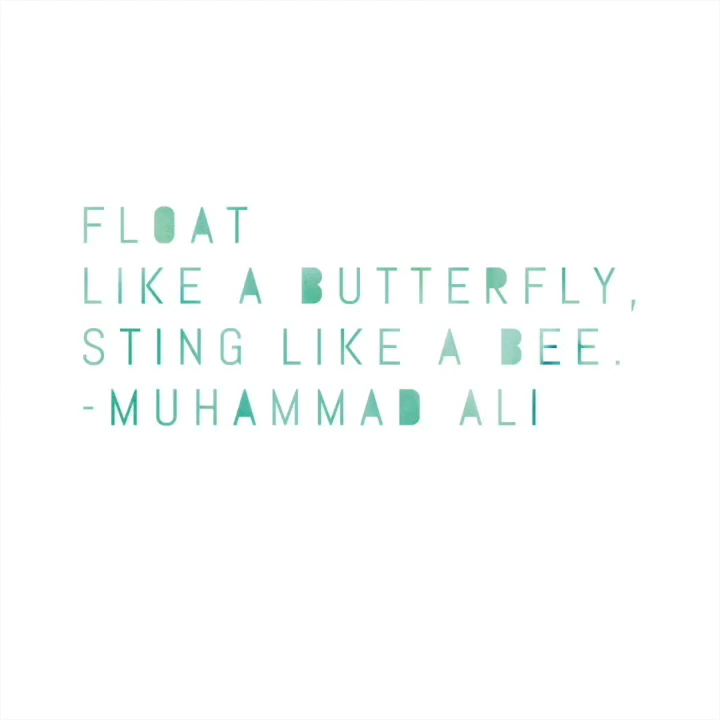 FLOAT
LIKE A BUTTERFLY,
STING LIKE A BEE.
-MUHAMMAD ALI